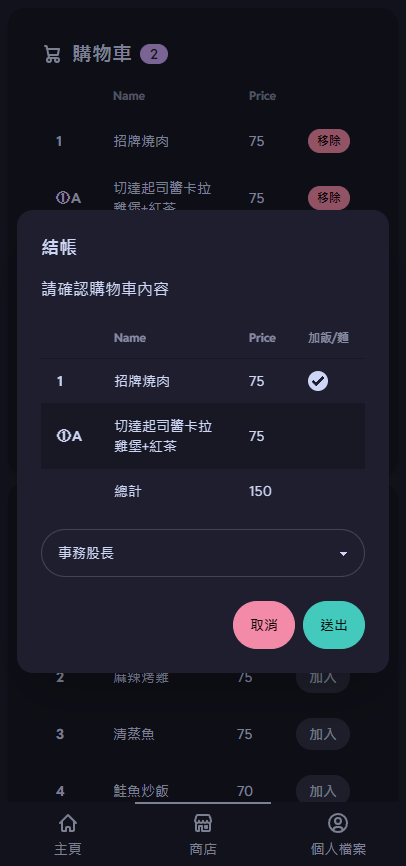 購物車 2
Name Price
1 招牌燒肉 75 移除
①A 切達起司醬卡拉 75 移除
雞堡+紅茶
結帳
請確認購物車內容
Name Price 加飯/麵
1 招牌燒肉 75
①A 切達起司醬卡拉 75
雞堡+紅茶
總計 150
事務股長
取消 送出
2 麻辣烤雞 75 加入
3 清蒸魚 75 加入
4 鮭魚炒飯 70 加入
主頁 商店 個人檔案